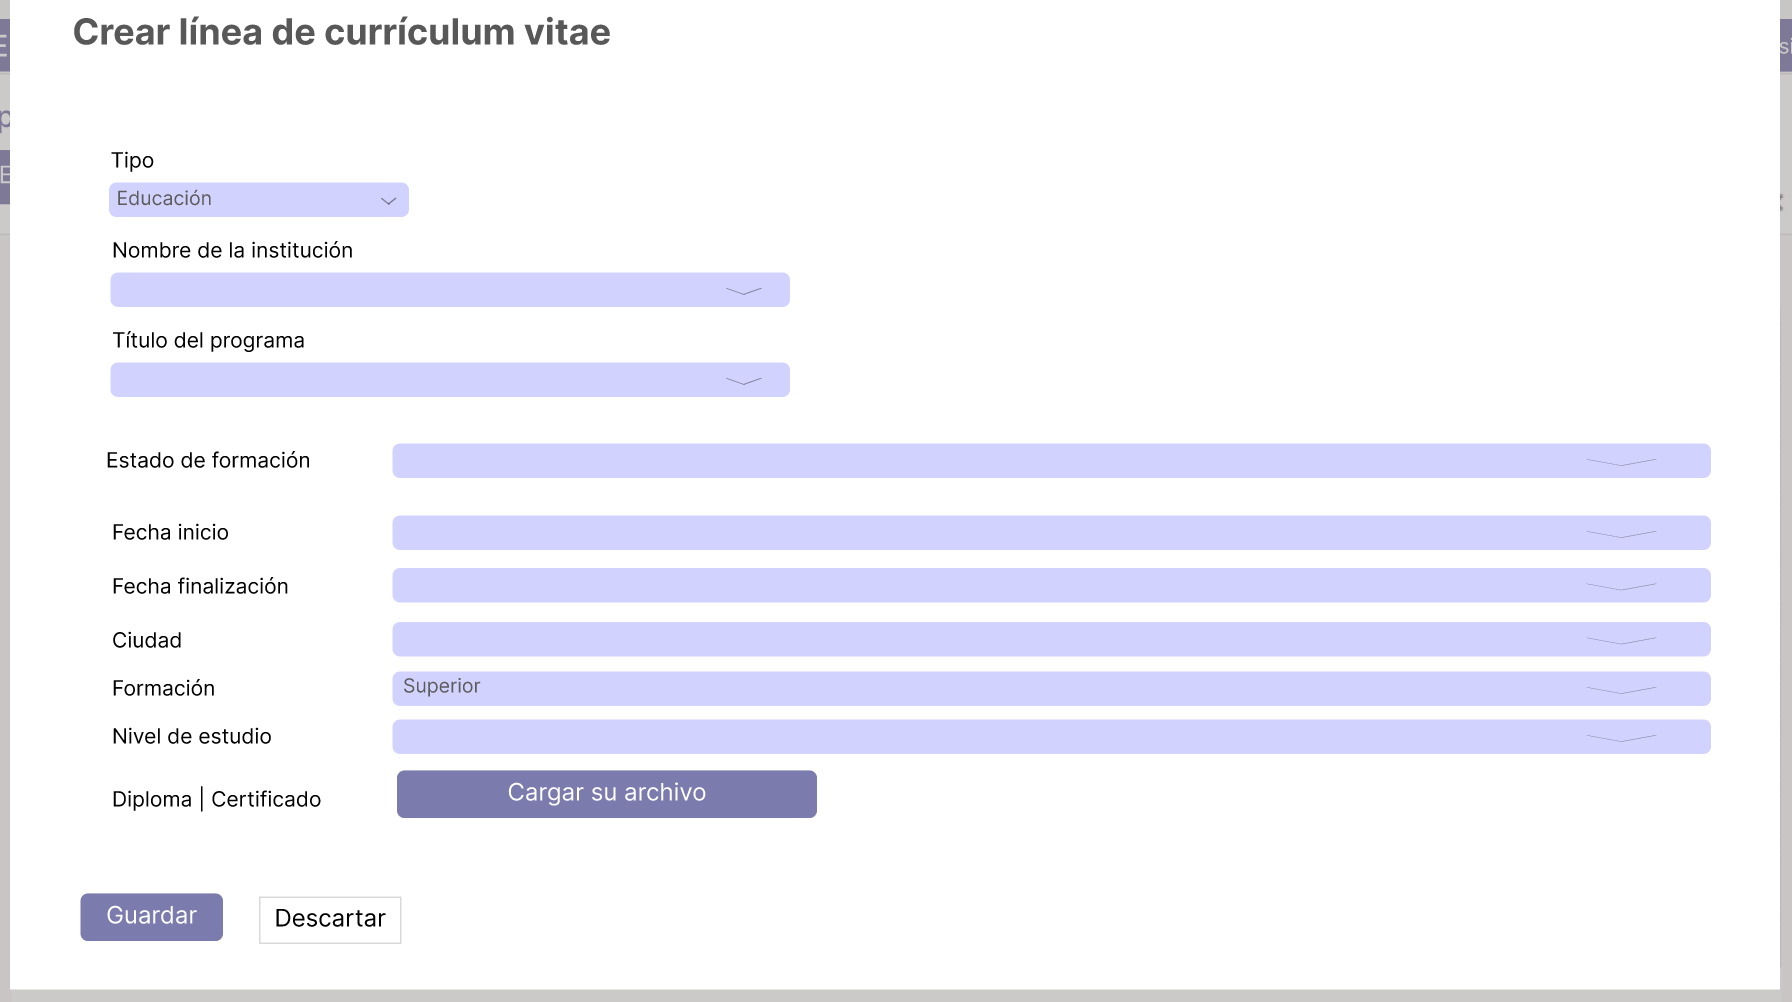 Crear línea de currículum vitae
Tipo
Educación
Nombre de la institución
Título del programa
Estado de formación
Fecha inicio
Fecha finalización
Ciudad
Formación
Superior
Nivel de estudio
Diploma | Certificado
Cargar su archivo
Guardar
Descartar